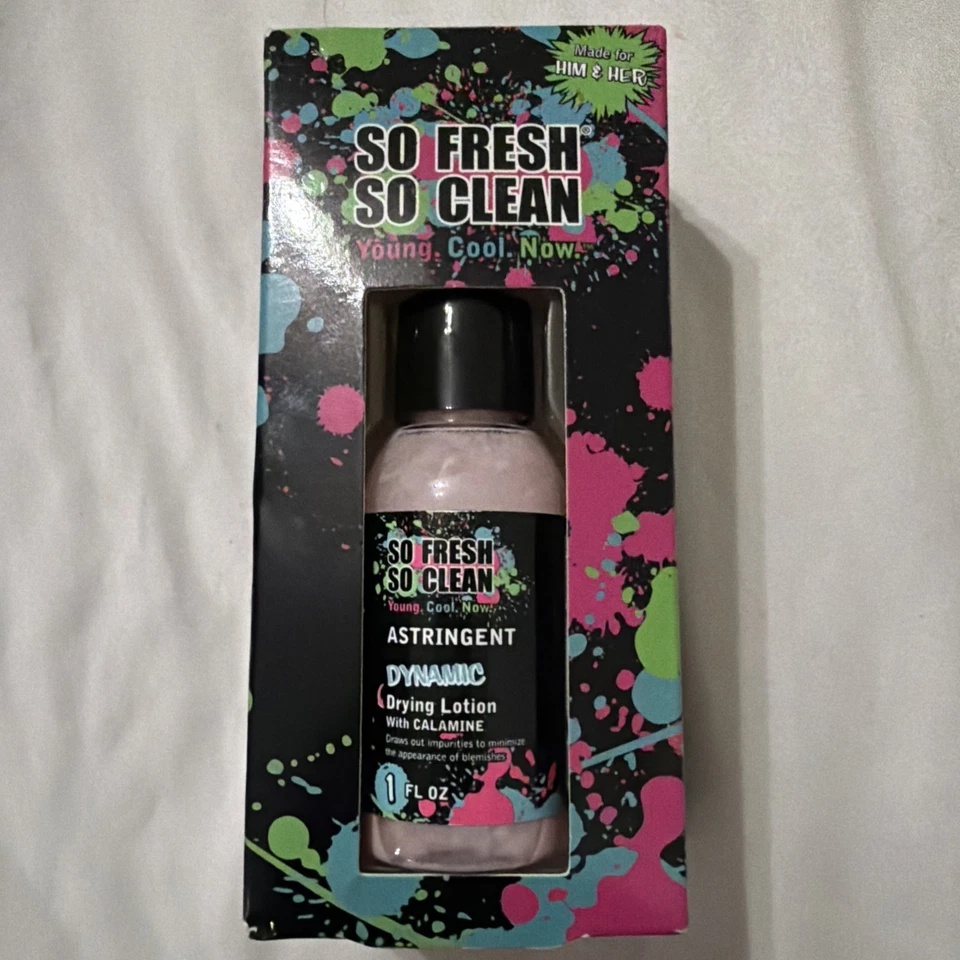 Made for
HIM & HER
SO FRESH®
SO CLEAN
Young. Cool. Now.™
SO FRESH
SO CLEAN
Young. Cool. Now.
ASTRINGENT
DYNAMIC
Drying Lotion
With CALAMINE
Draws out impurities to minimize
the appearance of blemishes
1 FL OZ